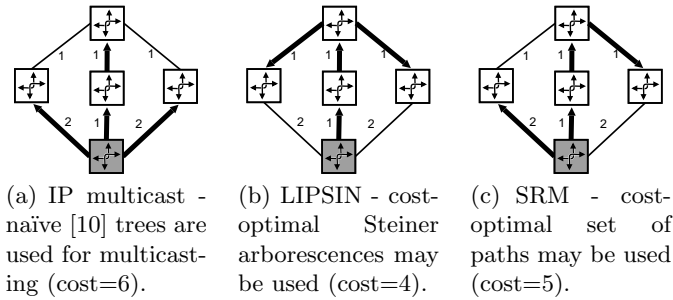 1 1 1
2 1 2
1 1 1
2 1 2
1 1 1
2 1 2
(a) IP multicast -
naïve [10] trees are
used for multicast-
ing (cost=6).
(b) LIPSIN - cost-
optimal Steiner
arborescences may
be used (cost=4).
(c) SRM - cost-
optimal set of
paths may be used
(cost=5).